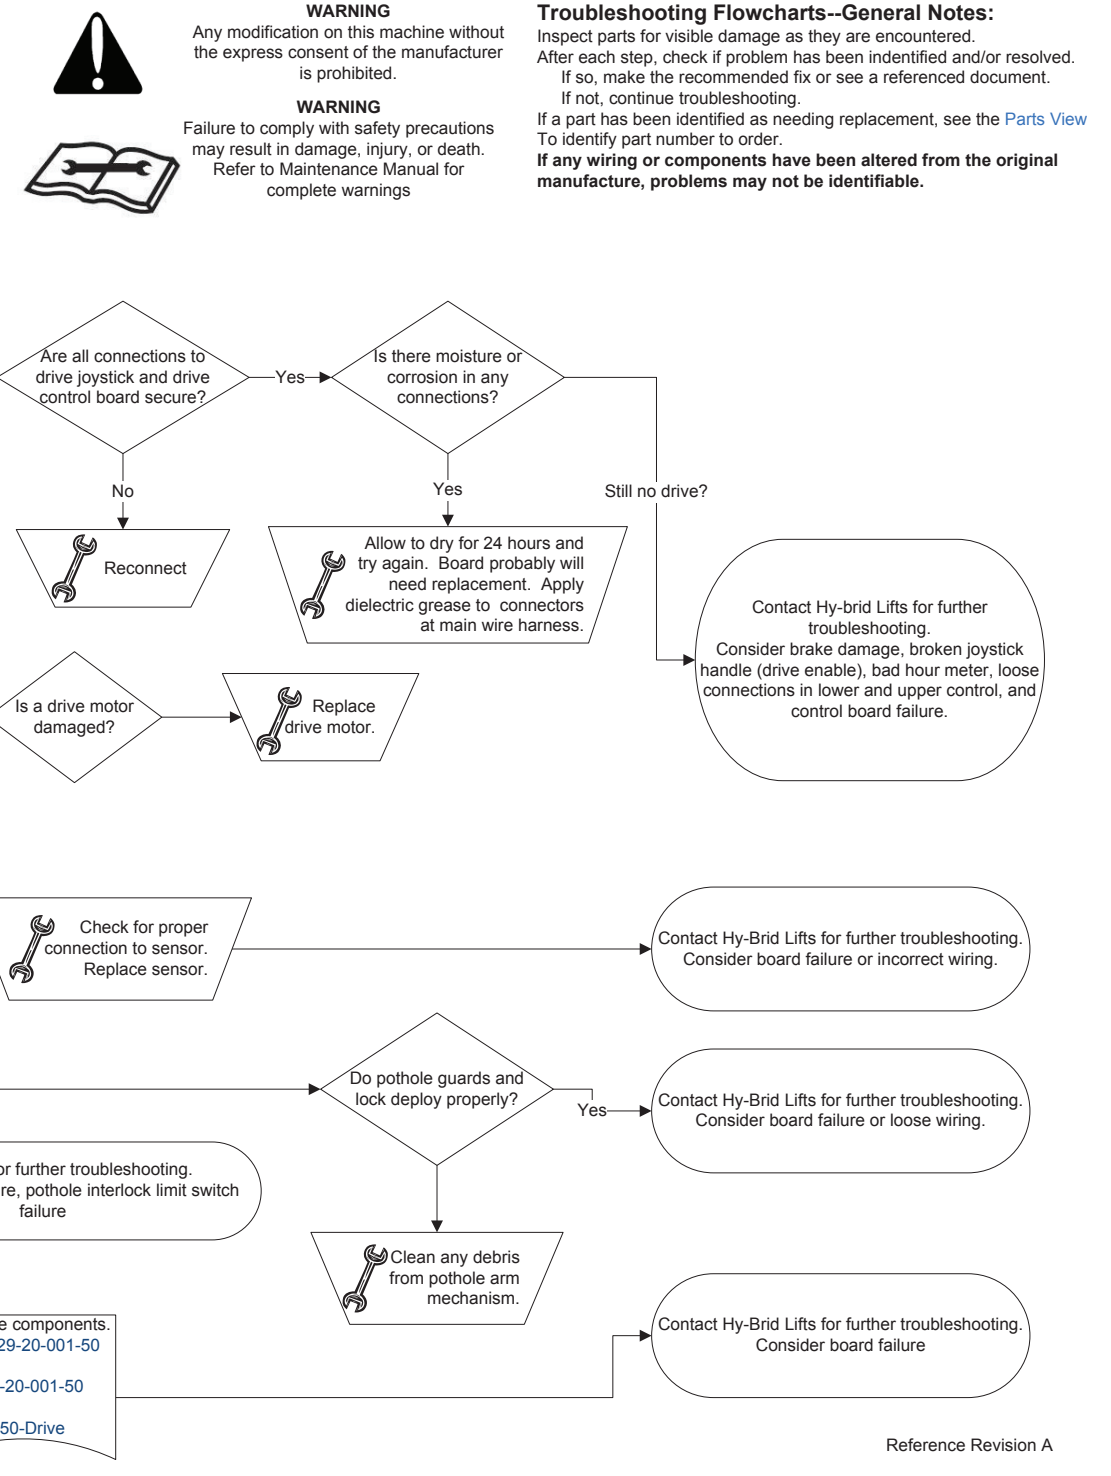 WARNING
Any modification on this machine without
the express consent of the manufacturer
is prohibited.
WARNING
Failure to comply with safety precautions
may result in damage, injury, or death.
Refer to Maintenance Manual for
complete warnings
Troubleshooting Flowcharts--General Notes:
Inspect parts for visible damage as they are encountered.
After each step, check if problem has been indentified and/or resolved.
If so, make the recommended fix or see a referenced document.
If not, continue troubleshooting.
If a part has been identified as needing replacement, see the Parts View
To identify part number to order.
If any wiring or components have been altered from the original
manufacture, problems may not be identifiable.
Are all connections to
drive joystick and drive
control board secure?
Yes
Is there moisture or
corrosion in any
connections?
No
Yes
Still no drive?
Reconnect
Allow to dry for 24 hours and
try again. Board probably will
need replacement. Apply
dielectric grease to connectors
at main wire harness.
Contact Hy-brid Lifts for further
troubleshooting.
Consider brake damage, broken joystick
handle (drive enable), bad hour meter, loose
connections in lower and upper control, and
control board failure.
Is a drive motor
damaged?
Replace
drive motor.
Check for proper
connection to sensor.
Replace sensor.
Contact Hy-Brid Lifts for further troubleshooting.
Consider board failure or incorrect wiring.
Do pothole guards and
lock deploy properly?
Yes
Contact Hy-Brid Lifts for further troubleshooting.
Consider board failure or loose wiring.
or further troubleshooting.
re, pothole interlock limit switch
failure
Clean any debris
from pothole arm
mechanism.
e components.
29-20-001-50
-20-001-50
50-Drive
Contact Hy-Brid Lifts for further troubleshooting.
Consider board failure
Reference Revision A